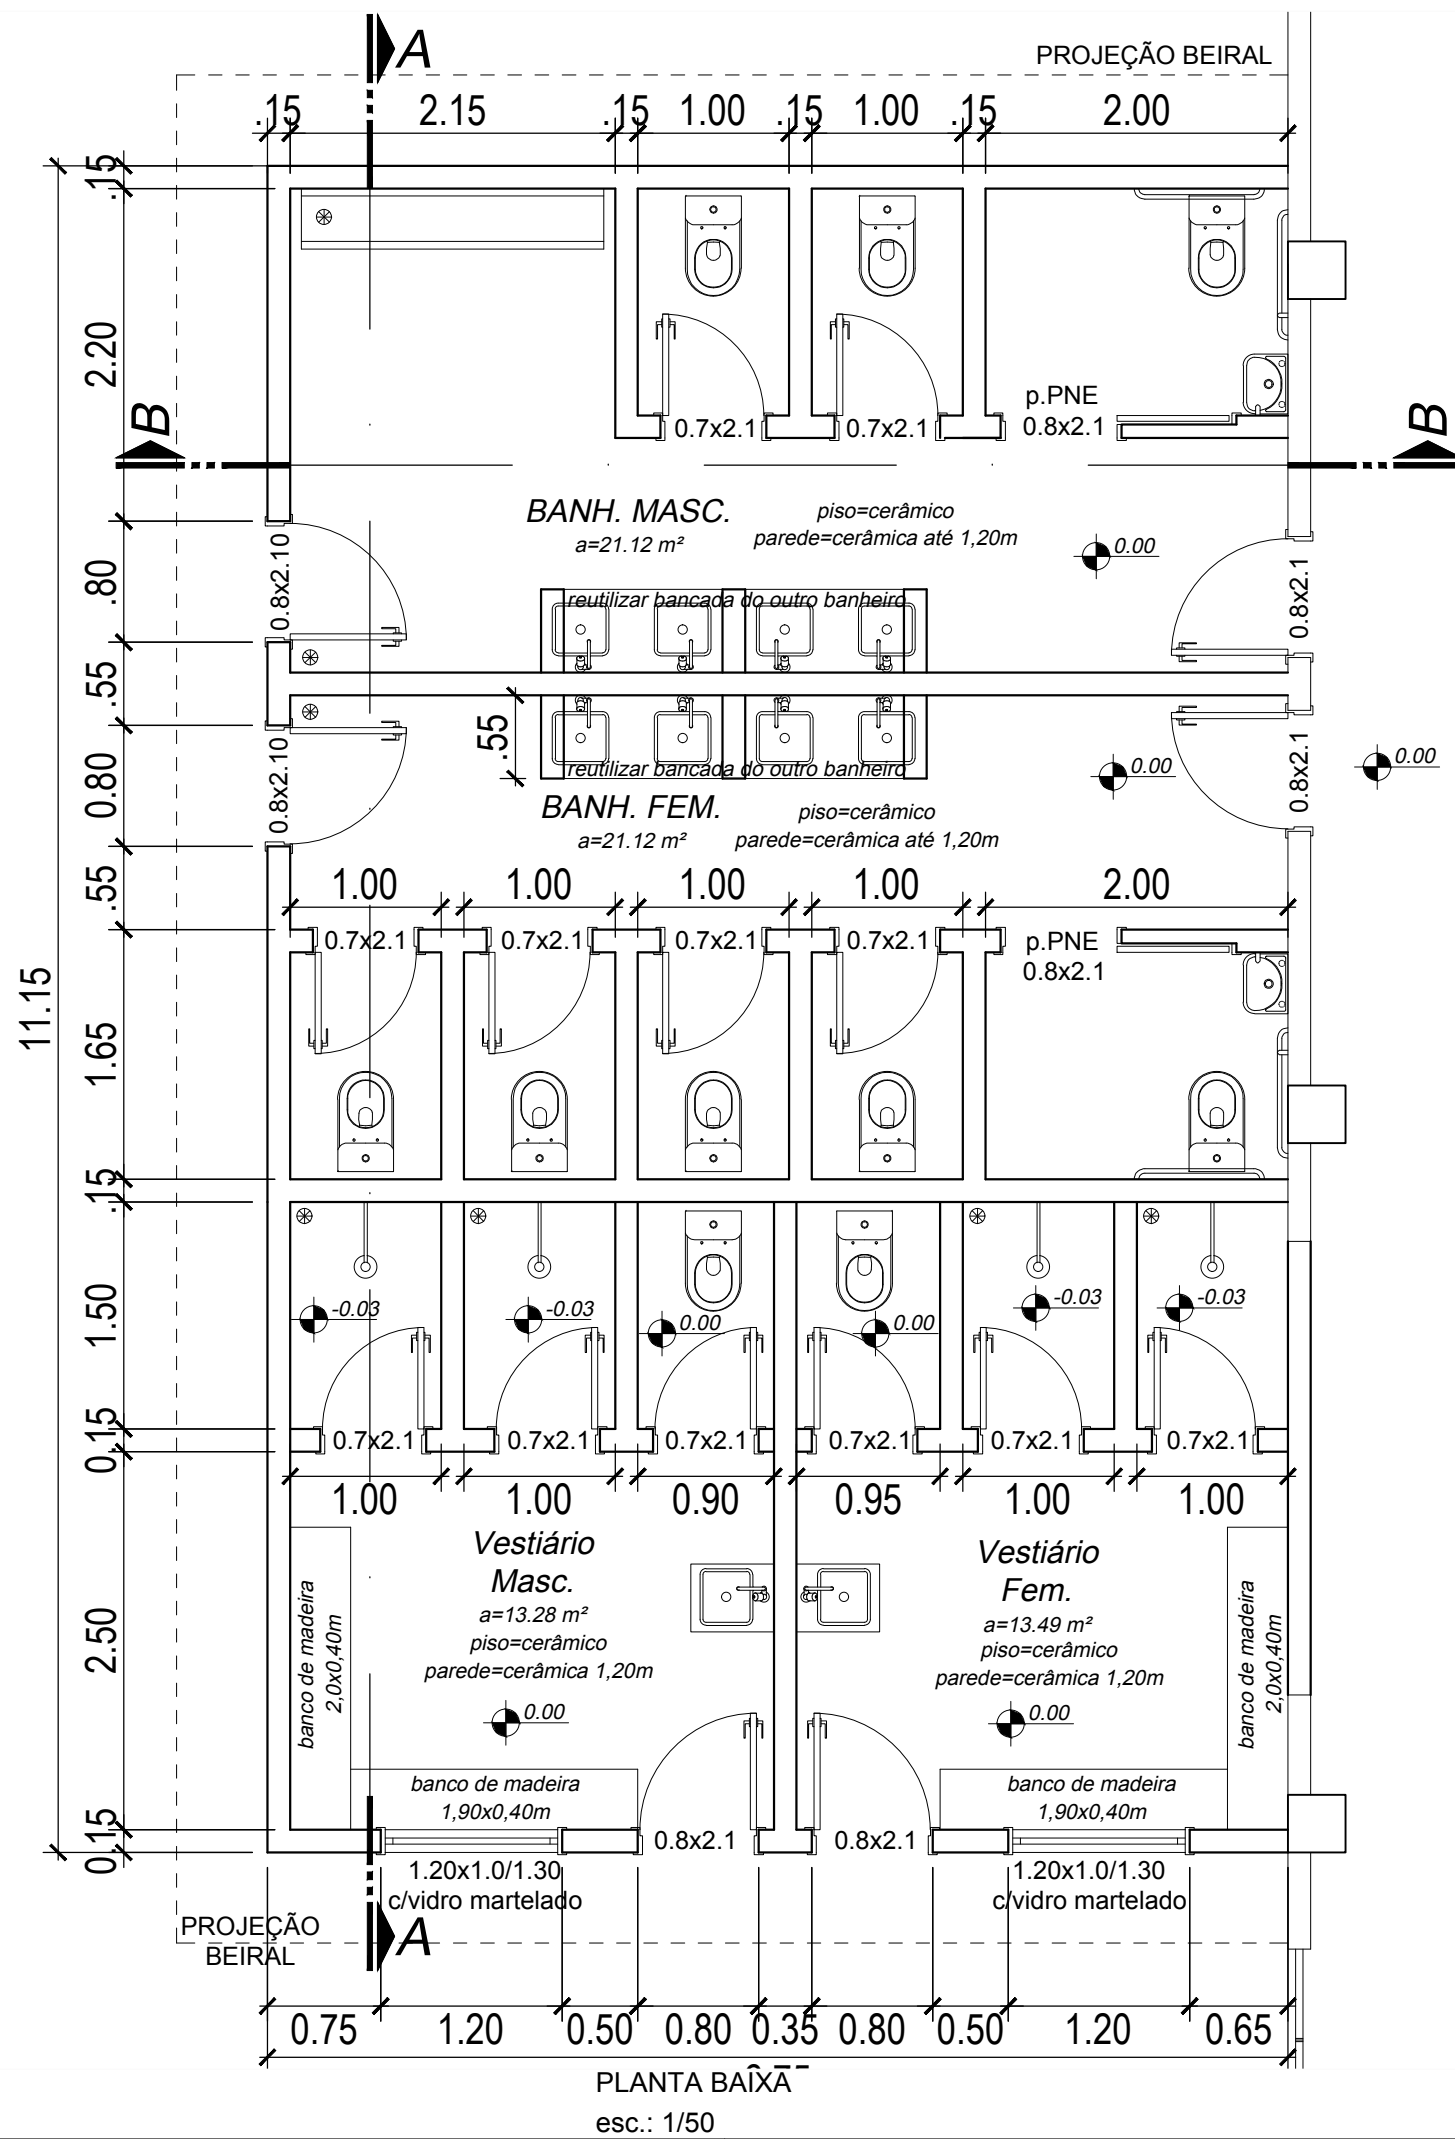 A
PROJEÇÃO BEIRAL
.15 2.15 .15 1.00 .15 1.00 .15 2.00
.15
2.20
p.PNE
0.7x2.1 0.7x2.1 0.8x2.1
B B
BANH. MASC. piso=cerâmico
a=21.12 m² parede=cerâmica até 1,20m
0.00
.80
0.8x2.10
0.8x2.1
reutilizar bancada do outro banheiro
.55
.55
reutilizar bancada do outro banheiro
0.80
0.8x2.10
0.8x2.1
0.00
0.00
BANH. FEM. piso=cerâmico
a=21.12 m² parede=cerâmica até 1,20m
.55
1.00 1.00 1.00 1.00 2.00
0.7x2.1 0.7x2.1 0.7x2.1 0.7x2.1 p.PNE
0.8x2.1
11.15
1.65
.15
1.50
-0.03 -0.03 0.00 0.00 -0.03 -0.03
0.15
0.7x2.1 0.7x2.1 0.7x2.1 0.7x2.1 0.7x2.1 0.7x2.1
1.00 1.00 0.90 0.95 1.00 1.00
2.50
Vestiário
Masc.
a=13.28 m²
piso=cerâmico
parede=cerâmica 1,20m
0.00
banco de madeira
2,0x0,40m
Vestiário
Fem.
a=13.49 m²
piso=cerâmico
parede=cerâmica 1,20m
0.00
banco de madeira
2,0x0,40m
banco de madeira
1,90x0,40m
banco de madeira
1,90x0,40m
0.15
0.8x2.1 0.8x2.1
1.20x1.0/1.30
c/vidro martelado
1.20x1.0/1.30
c/vidro martelado
PROJEÇÃO
BEIRAL
A
0.75 1.20 0.50 0.80 0.35 0.80 0.50 1.20 0.65
PLANTA BAIXA
esc.: 1/50